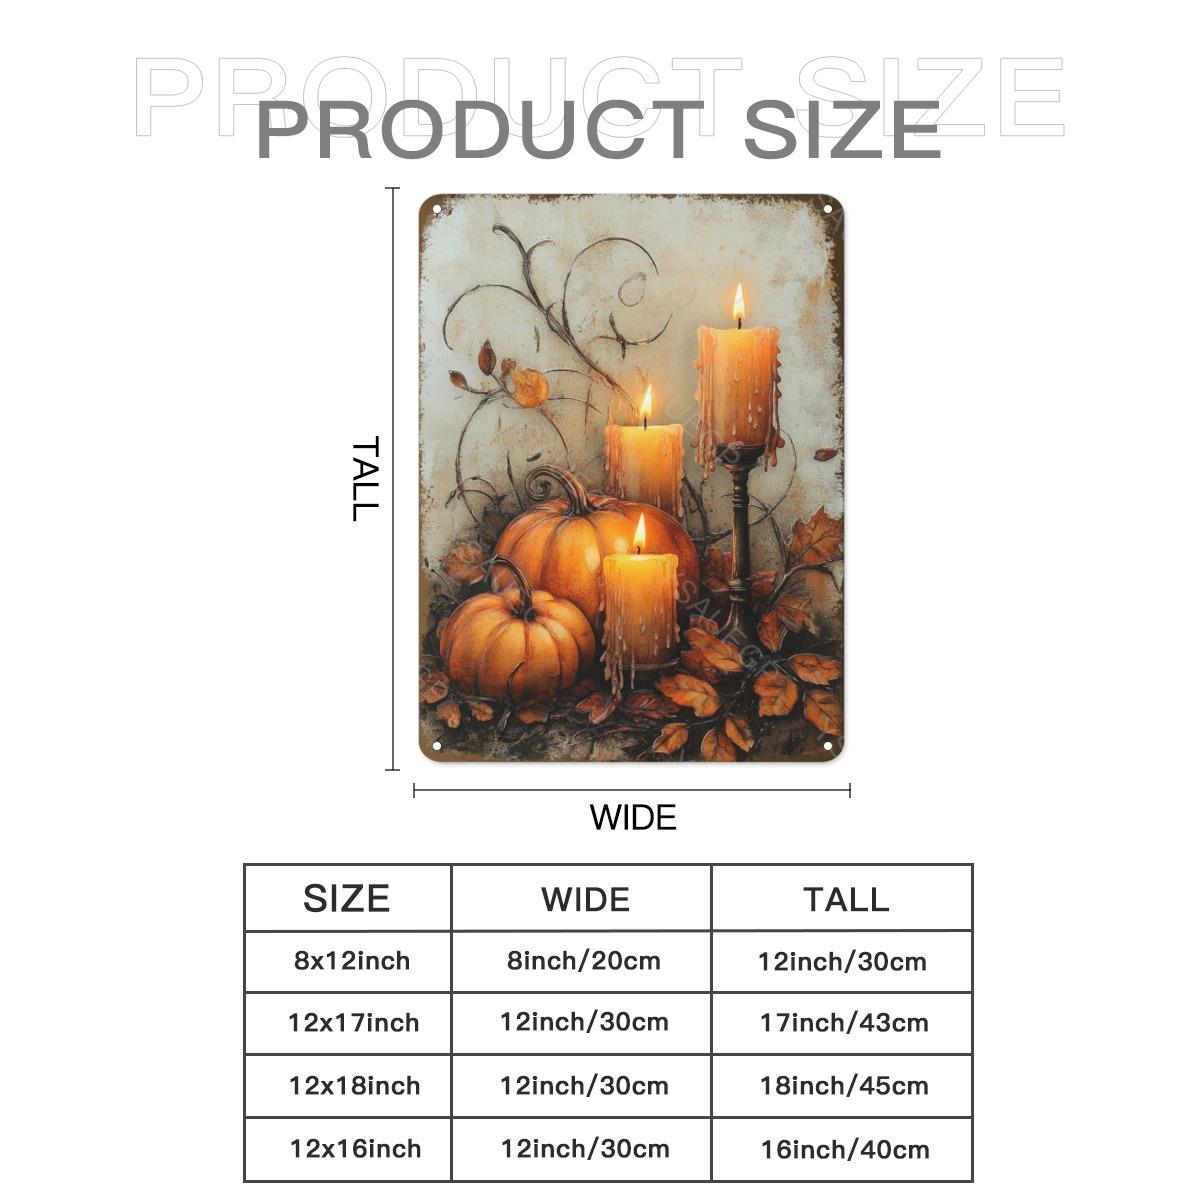 PRODUCT SIZE
PRODUCT SIZE
TALL
WIDE
SIZE WIDE TALL
8x12inch 8inch/20cm 12inch/30cm
12x17inch 12inch/30cm 17inch/43cm
12x18inch 12inch/30cm 18inch/45cm
12x16inch 12inch/30cm 16inch/40cm